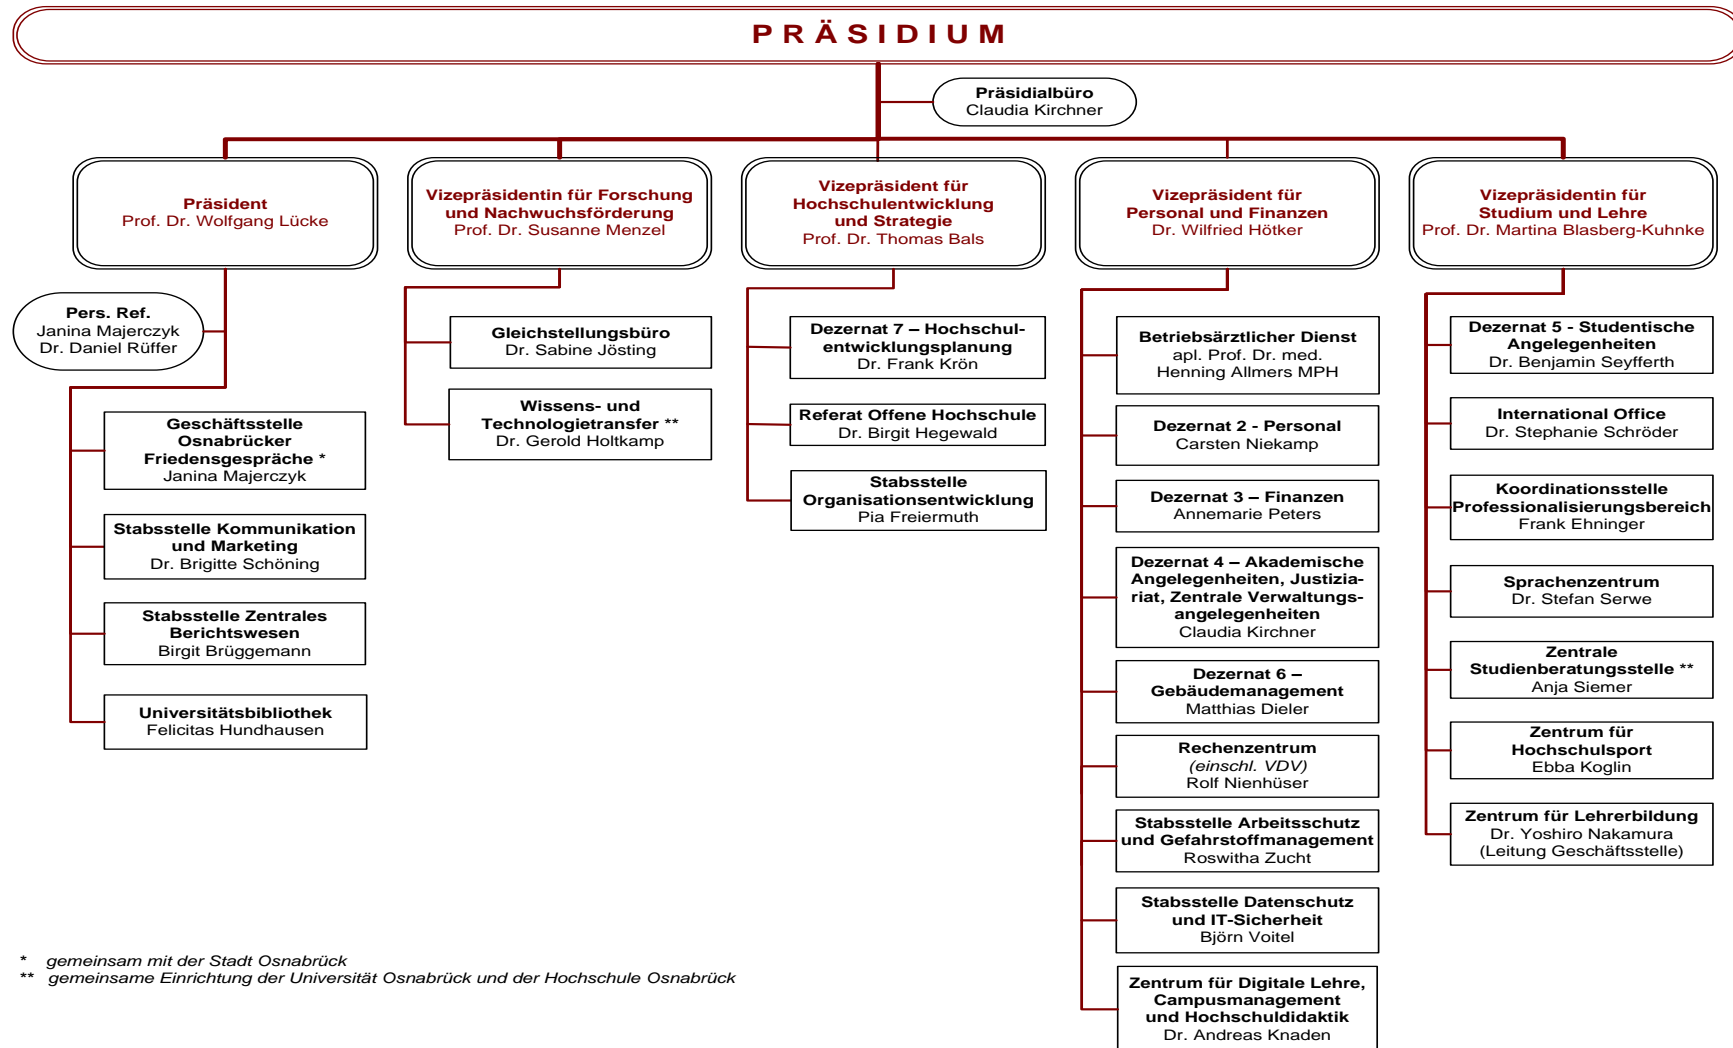 PRÄSIDIUM
Präsidialbüro
Claudia Kirchner
Präsident
Prof. Dr. Wolfgang Lücke
Vizepräsidentin für Forschung
und Nachwuchsförderung
Prof. Dr. Susanne Menzel
Vizepräsident für
Hochschulentwicklung
und Strategie
Prof. Dr. Thomas Bals
Vizepräsident für
Personal und Finanzen
Dr. Wilfried Hötker
Vizepräsidentin für
Studium und Lehre
Prof. Dr. Martina Blasberg-Kuhnke
Pers. Ref.
Janina Majerczyk
Dr. Daniel Rüffer
Geschäftsstelle
Osnabrücker
Friedensgespräche *
Janina Majerczyk
Stabsstelle Kommunikation
und Marketing
Dr. Brigitte Schöning
Stabsstelle Zentrales
Berichtswesen
Birgit Brüggemann
Universitätsbibliothek
Felicitas Hundhausen
Gleichstellungsbüro
Dr. Sabine Jösting
Wissens- und
Technologietransfer **
Dr. Gerold Holtkamp
Dezernat 7 – Hochschul-
entwicklungsplanung
Dr. Frank Krön
Referat Offene Hochschule
Dr. Birgit Hegewald
Stabsstelle
Organisationsentwicklung
Pia Freiermuth
Betriebsärztlicher Dienst
apl. Prof. Dr. med.
Henning Allmers MPH
Dezernat 2 - Personal
Carsten Niekamp
Dezernat 3 – Finanzen
Annemarie Peters
Dezernat 4 – Akademische
Angelegenheiten, Justizia-
riat, Zentrale Verwaltungs-
angelegenheiten
Claudia Kirchner
Dezernat 6 –
Gebäudemanagement
Matthias Dieler
Rechenzentrum
(einschl. VDV)
Rolf Nienhüser
Stabsstelle Arbeitsschutz
und Gefahrstoffmanagement
Roswitha Zucht
Stabsstelle Datenschutz
und IT-Sicherheit
Björn Voitel
Zentrum für Digitale Lehre,
Campusmanagement
und Hochschuldidaktik
Dr. Andreas Knaden
Dezernat 5 - Studentische
Angelegenheiten
Dr. Benjamin Seyfferth
International Office
Dr. Stephanie Schröder
Koordinationsstelle
Professionalisierungsbereich
Frank Ehninger
Sprachenzentrum
Dr. Stefan Serwe
Zentrale
Studienberatungsstelle **
Anja Siemer
Zentrum für
Hochschulsport
Ebba Koglin
Zentrum für Lehrerbildung
Dr. Yoshiro Nakamura
(Leitung Geschäftsstelle)
* gemeinsam mit der Stadt Osnabrück
** gemeinsame Einrichtung der Universität Osnabrück und der Hochschule Osnabrück